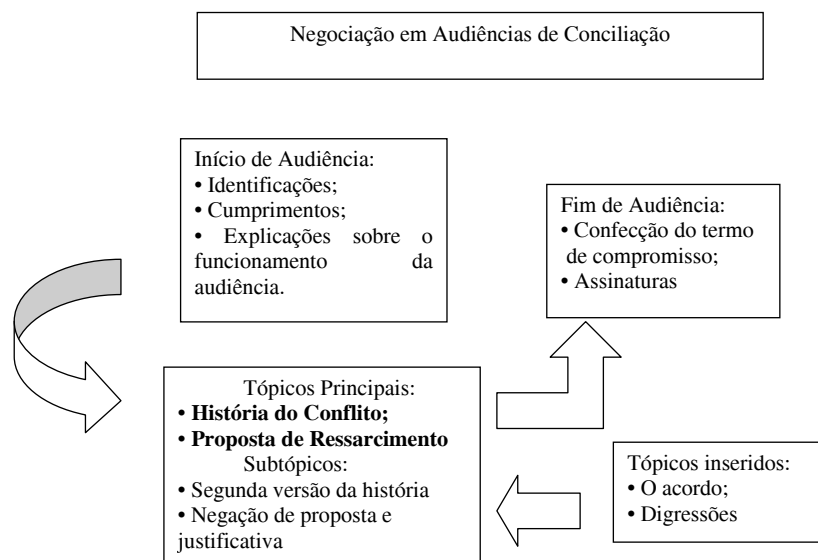 Negociação em Audiências de Conciliação
Início de Audiência:
• Identificações;
• Cumprimentos;
• Explicações sobre o
funcionamento da
audiência.
Fim de Audiência:
• Confecção do termo
de compromisso;
• Assinaturas
Tópicos Principais:
• História do Conflito;
• Proposta de Ressarcimento
Subtópicos:
• Segunda versão da história
• Negação de proposta e
justificativa
Tópicos inseridos:
• O acordo;
• Digressões